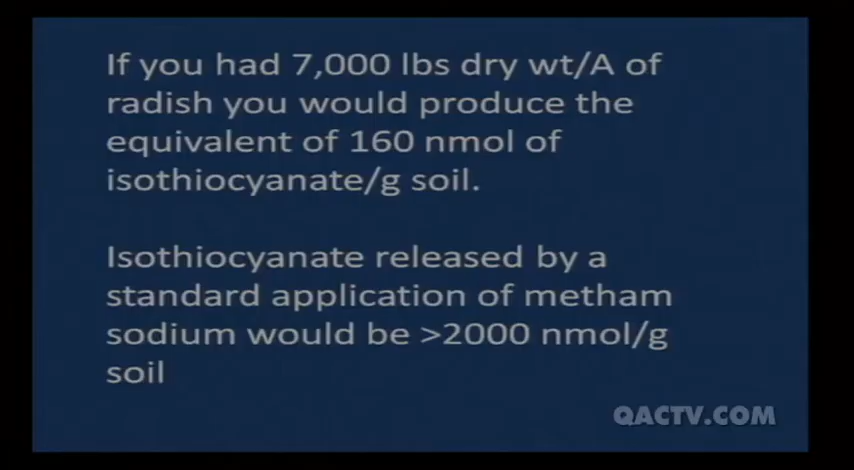 If you had 7,000 lbs dry wt/A of
radish you would produce the
equivalent of 160 nmol of
isothiocyanate/g soil.
Isothiocyanate released by a
standard application of metham
sodium would be >2000 nmol/g
soil
QACTV.COM